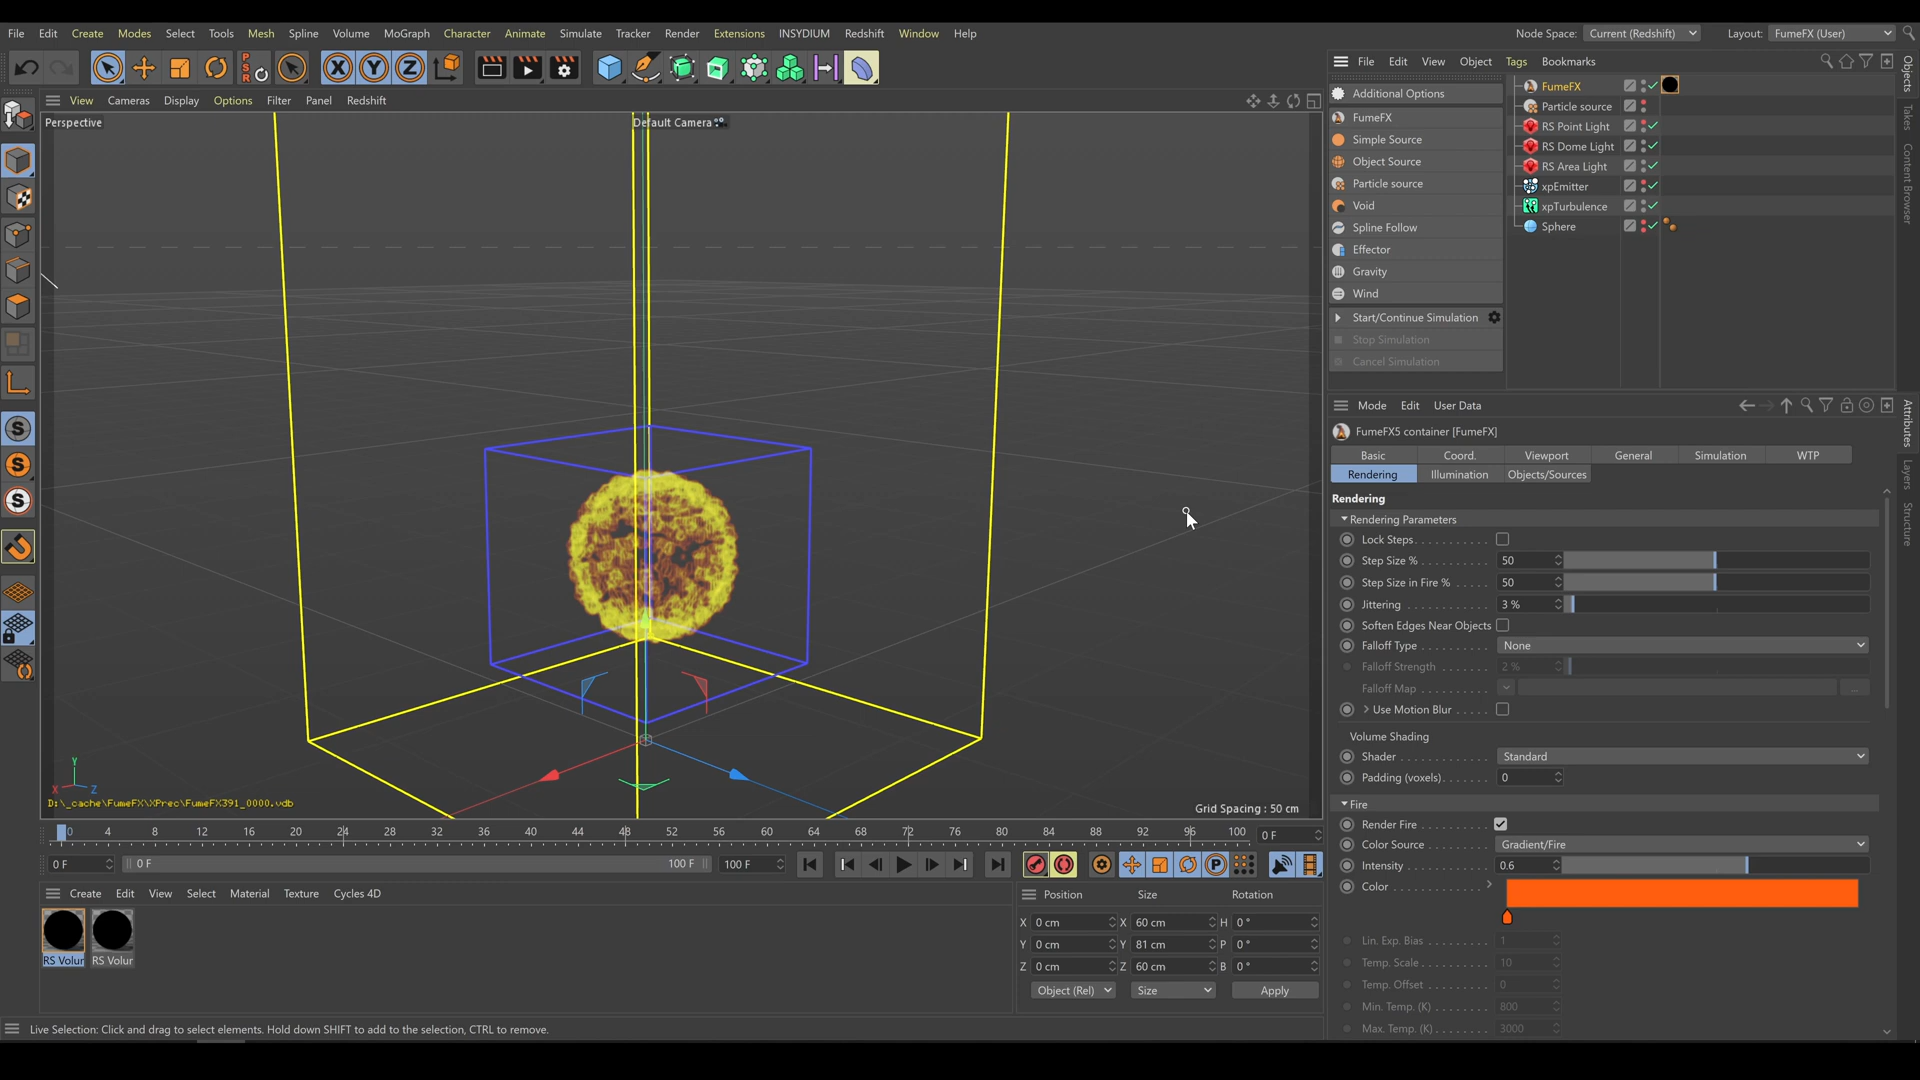 File Edit Create Modes Select Tools Mesh Spline Volume MoGraph Character Animate Simulate Tracker Render Extensions INSYDIUM Redshift Window Help Node Space: Current (Redshift) Layout: FumeFX (User)
PSR X Y Z
File Edit View Object Tags Bookmarks
View Cameras Display Options Filter Panel Redshift
Perspective Default Camera
Additional Options
FumeFX
Simple Source
Object Source
Particle source
Void
Spline Follow
Effector
Gravity
Wind
Start/Continue Simulation
Stop Simulation
Cancel Simulation
FumeFX
Particle source
RS Point Light
RS Dome Light
RS Area Light
xpEmitter
xpTurbulence
Sphere
Objects
Takes
Content Browser
Attributes
Layers
Structure
Mode Edit User Data
FumeFX5 container [FumeFX]
Basic Coord. Viewport General Simulation WTP
Rendering Illumination Objects/Sources
Rendering
Rendering Parameters
Lock Steps. . . . . . . . . . .
Step Size % . . . . . . . . . . 50
Step Size in Fire % . . . . . 50
Jittering . . . . . . . . . . . . 3 %
Soften Edges Near Objects
Falloff Type . . . . . . . . . . None
Falloff Strength . . . . . . . 2 %
Falloff Map . . . . . . . . . . ...
Use Motion Blur . . . . .
Volume Shading
Shader . . . . . . . . . . . . . Standard
Padding (voxels). . . . . . . 0
Fire
Render Fire . . . . . . . . . .
Color Source . . . . . . . . . Gradient/Fire
Intensity . . . . . . . . . . . . 0.6
Color . . . . . . . . . . . .
Lin. Exp. Bias . . . . . . . . . 1
Temp. Scale . . . . . . . . . . 10
Temp. Offset . . . . . . . . . 0
Min. Temp. (K) . . . . . . . . 800
Max. Temp. (K) . . . . . . . . 3000
Y
X Z
D:\_cache\FumeFX\XPrec\FumeFX391_0000.vdb
Grid Spacing : 50 cm
0 4 8 12 16 20 24 28 32 36 40 44 48 52 56 60 64 68 72 76 80 84 88 92 96 100 0 F
0 F 0 F 100 F 100 F P
Create Edit View Select Material Texture Cycles 4D
RS Volur RS Volur
Position Size Rotation
X 0 cm X 60 cm H 0 °
Y 0 cm Y 81 cm P 0 °
Z 0 cm Z 60 cm B 0 °
Object (Rel) Size Apply
Live Selection: Click and drag to select elements. Hold down SHIFT to add to the selection, CTRL to remove.